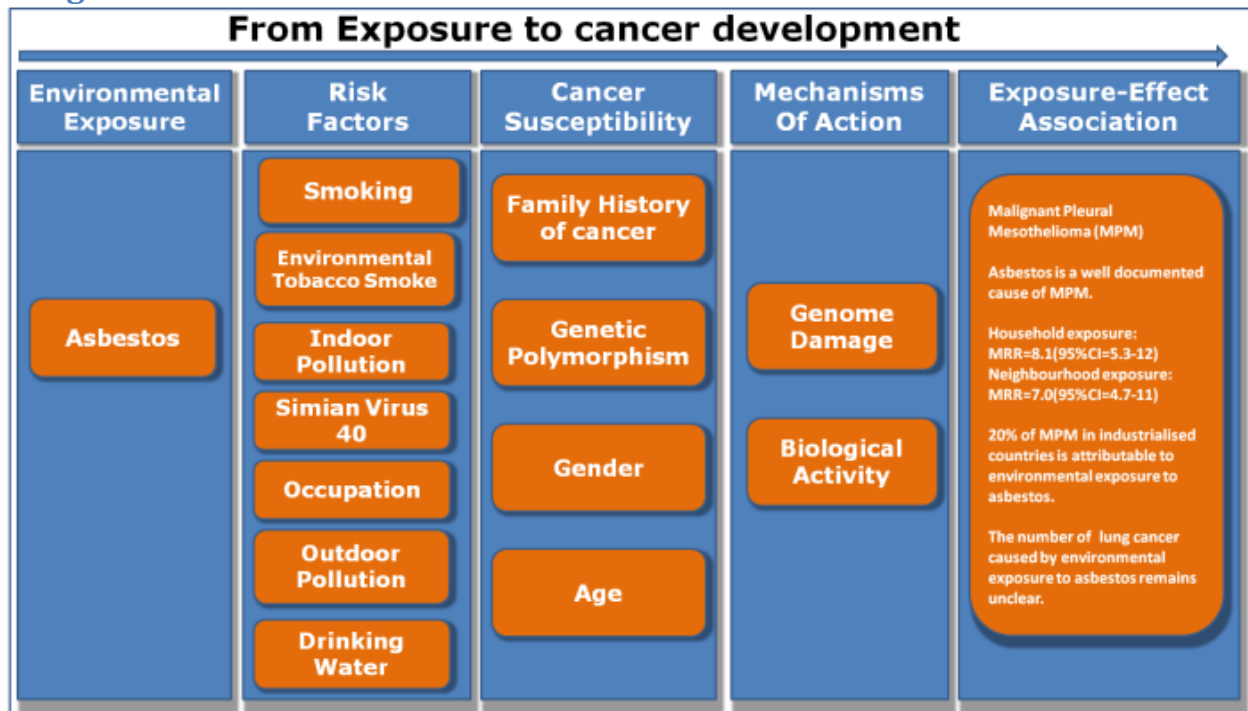 From Exposure to cancer development
Environmental
Exposure
Risk
Factors
Cancer
Susceptibility
Mechanisms
Of Action
Exposure-Effect
Association
Asbestos
Smoking
Environmental
Tobacco Smoke
Indoor
Pollution
Simian Virus
40
Occupation
Outdoor
Pollution
Drinking
Water
Family History
of cancer
Genetic
Polymorphism
Gender
Age
Genome
Damage
Biological
Activity
Malignant Pleural
Mesothelioma (MPM)
Asbestos is a well documented
cause of MPM.
Household exposure:
MRR=8.1(95%CI=5.3-12)
Neighbourhood exposure:
MRR=7.0(95%CI=4.7-11)
20% of MPM in industrialised
countries is attributable to
environmental exposure to
asbestos.
The number of lung cancer
caused by environmental
exposure to asbestos remains
unclear.